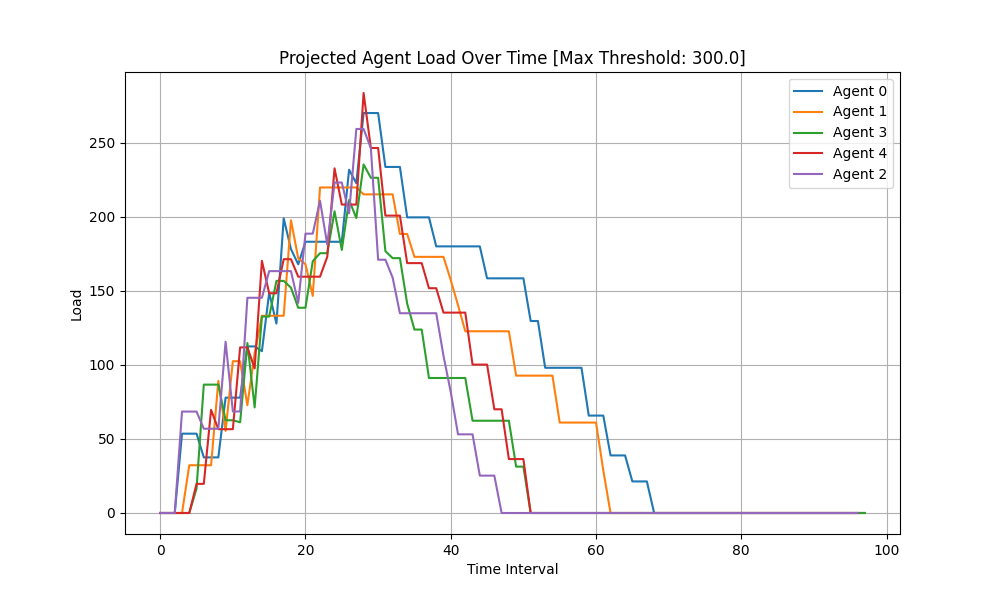 Projected Agent Load Over Time [Max Threshold: 300.0]
Agent 0
Agent 1
Agent 3
Agent 4
Agent 2
250
200
150
100
50
0
Load
0 20 40 60 80 100
Time Interval